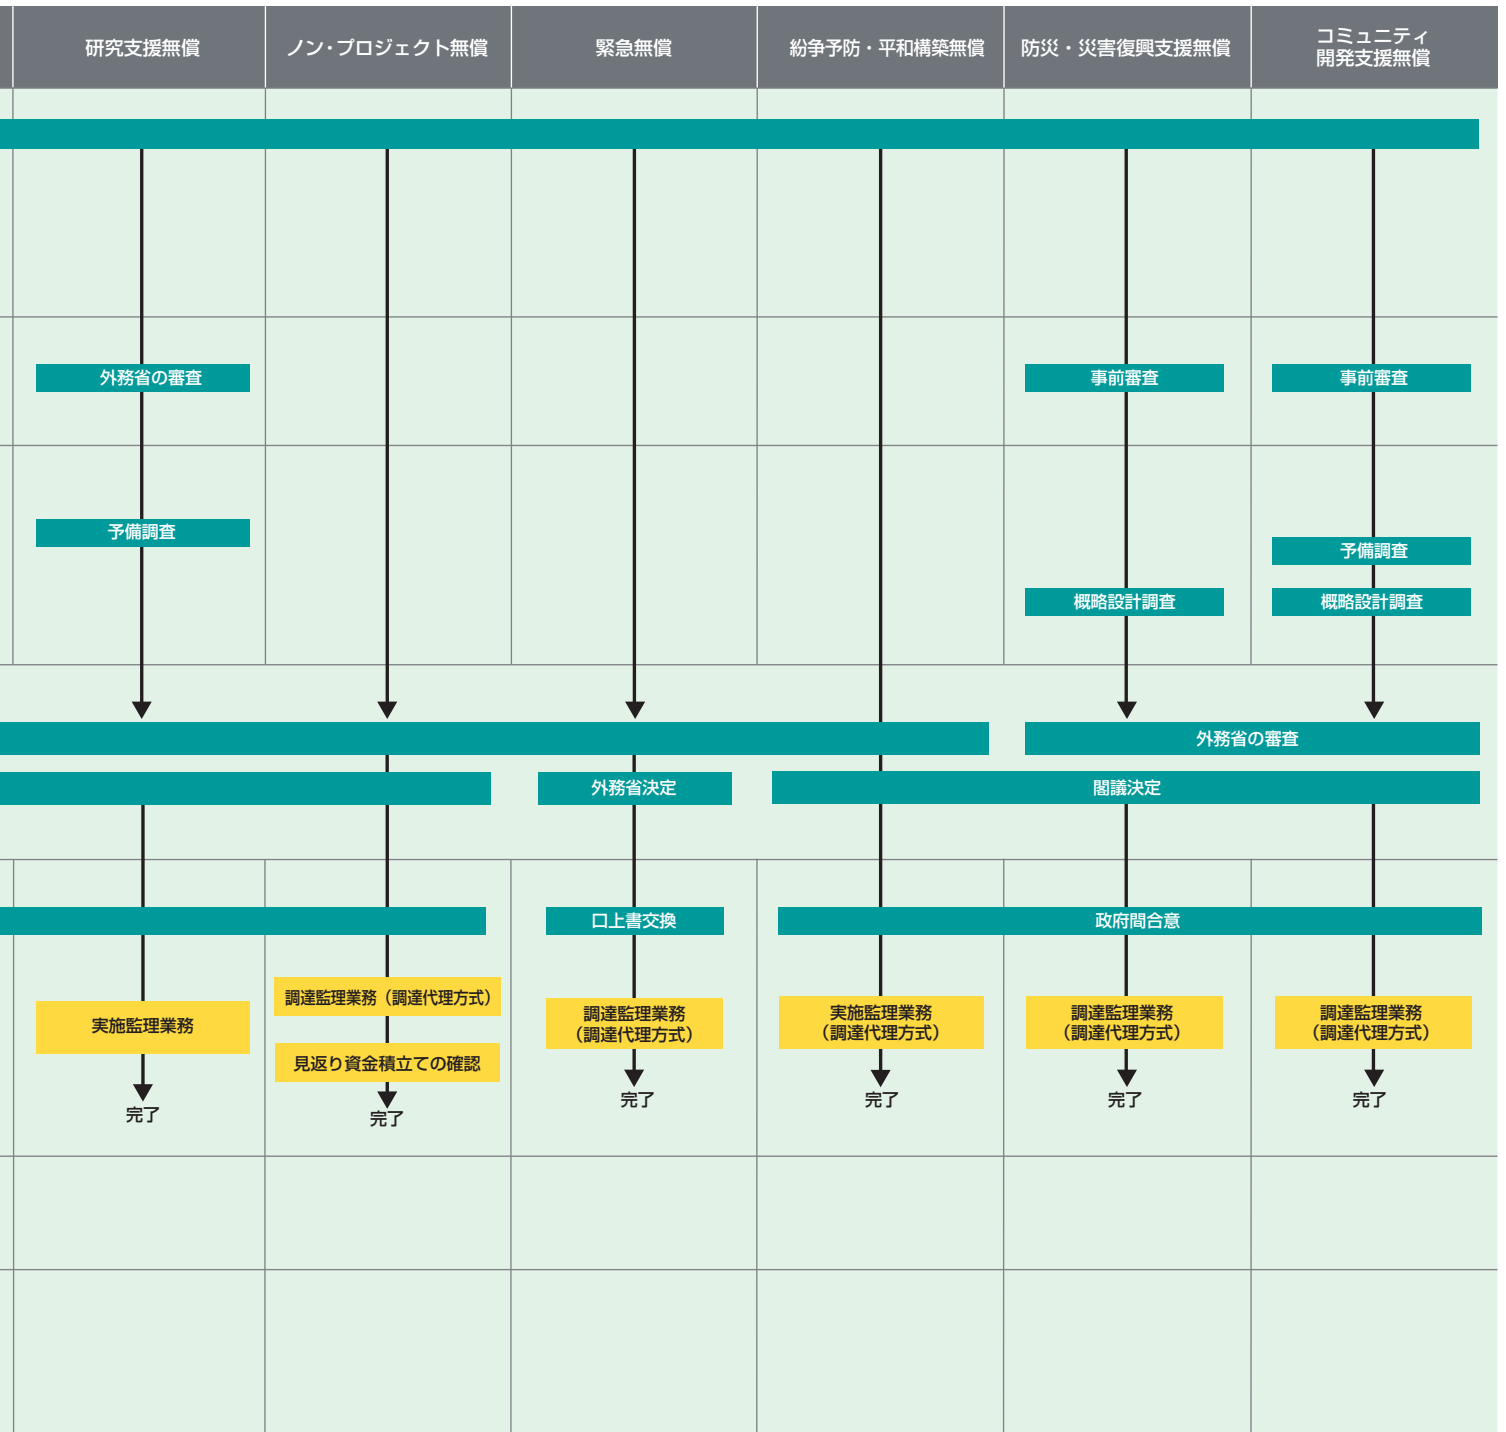 研究支援無償
ノン・プロジェクト無償
緊急無償
紛争予防・平和構築無償
防災・災害復興支援無償
コミュニティ
開発支援無償
外務省の審査
事前審査
事前審査
予備調査
予備調査
概略設計調査
概略設計調査
外務省の審査
外務省決定
閣議決定
口上書交換
政府間合意
実施監理業務
完了
調達監理業務（調達代理方式）
見返り資金積立ての確認
完了
調達監理業務
（調達代理方式）
完了
実施監理業務
（調達代理方式）
完了
調達監理業務
（調達代理方式）
完了
調達監理業務
（調達代理方式）
完了